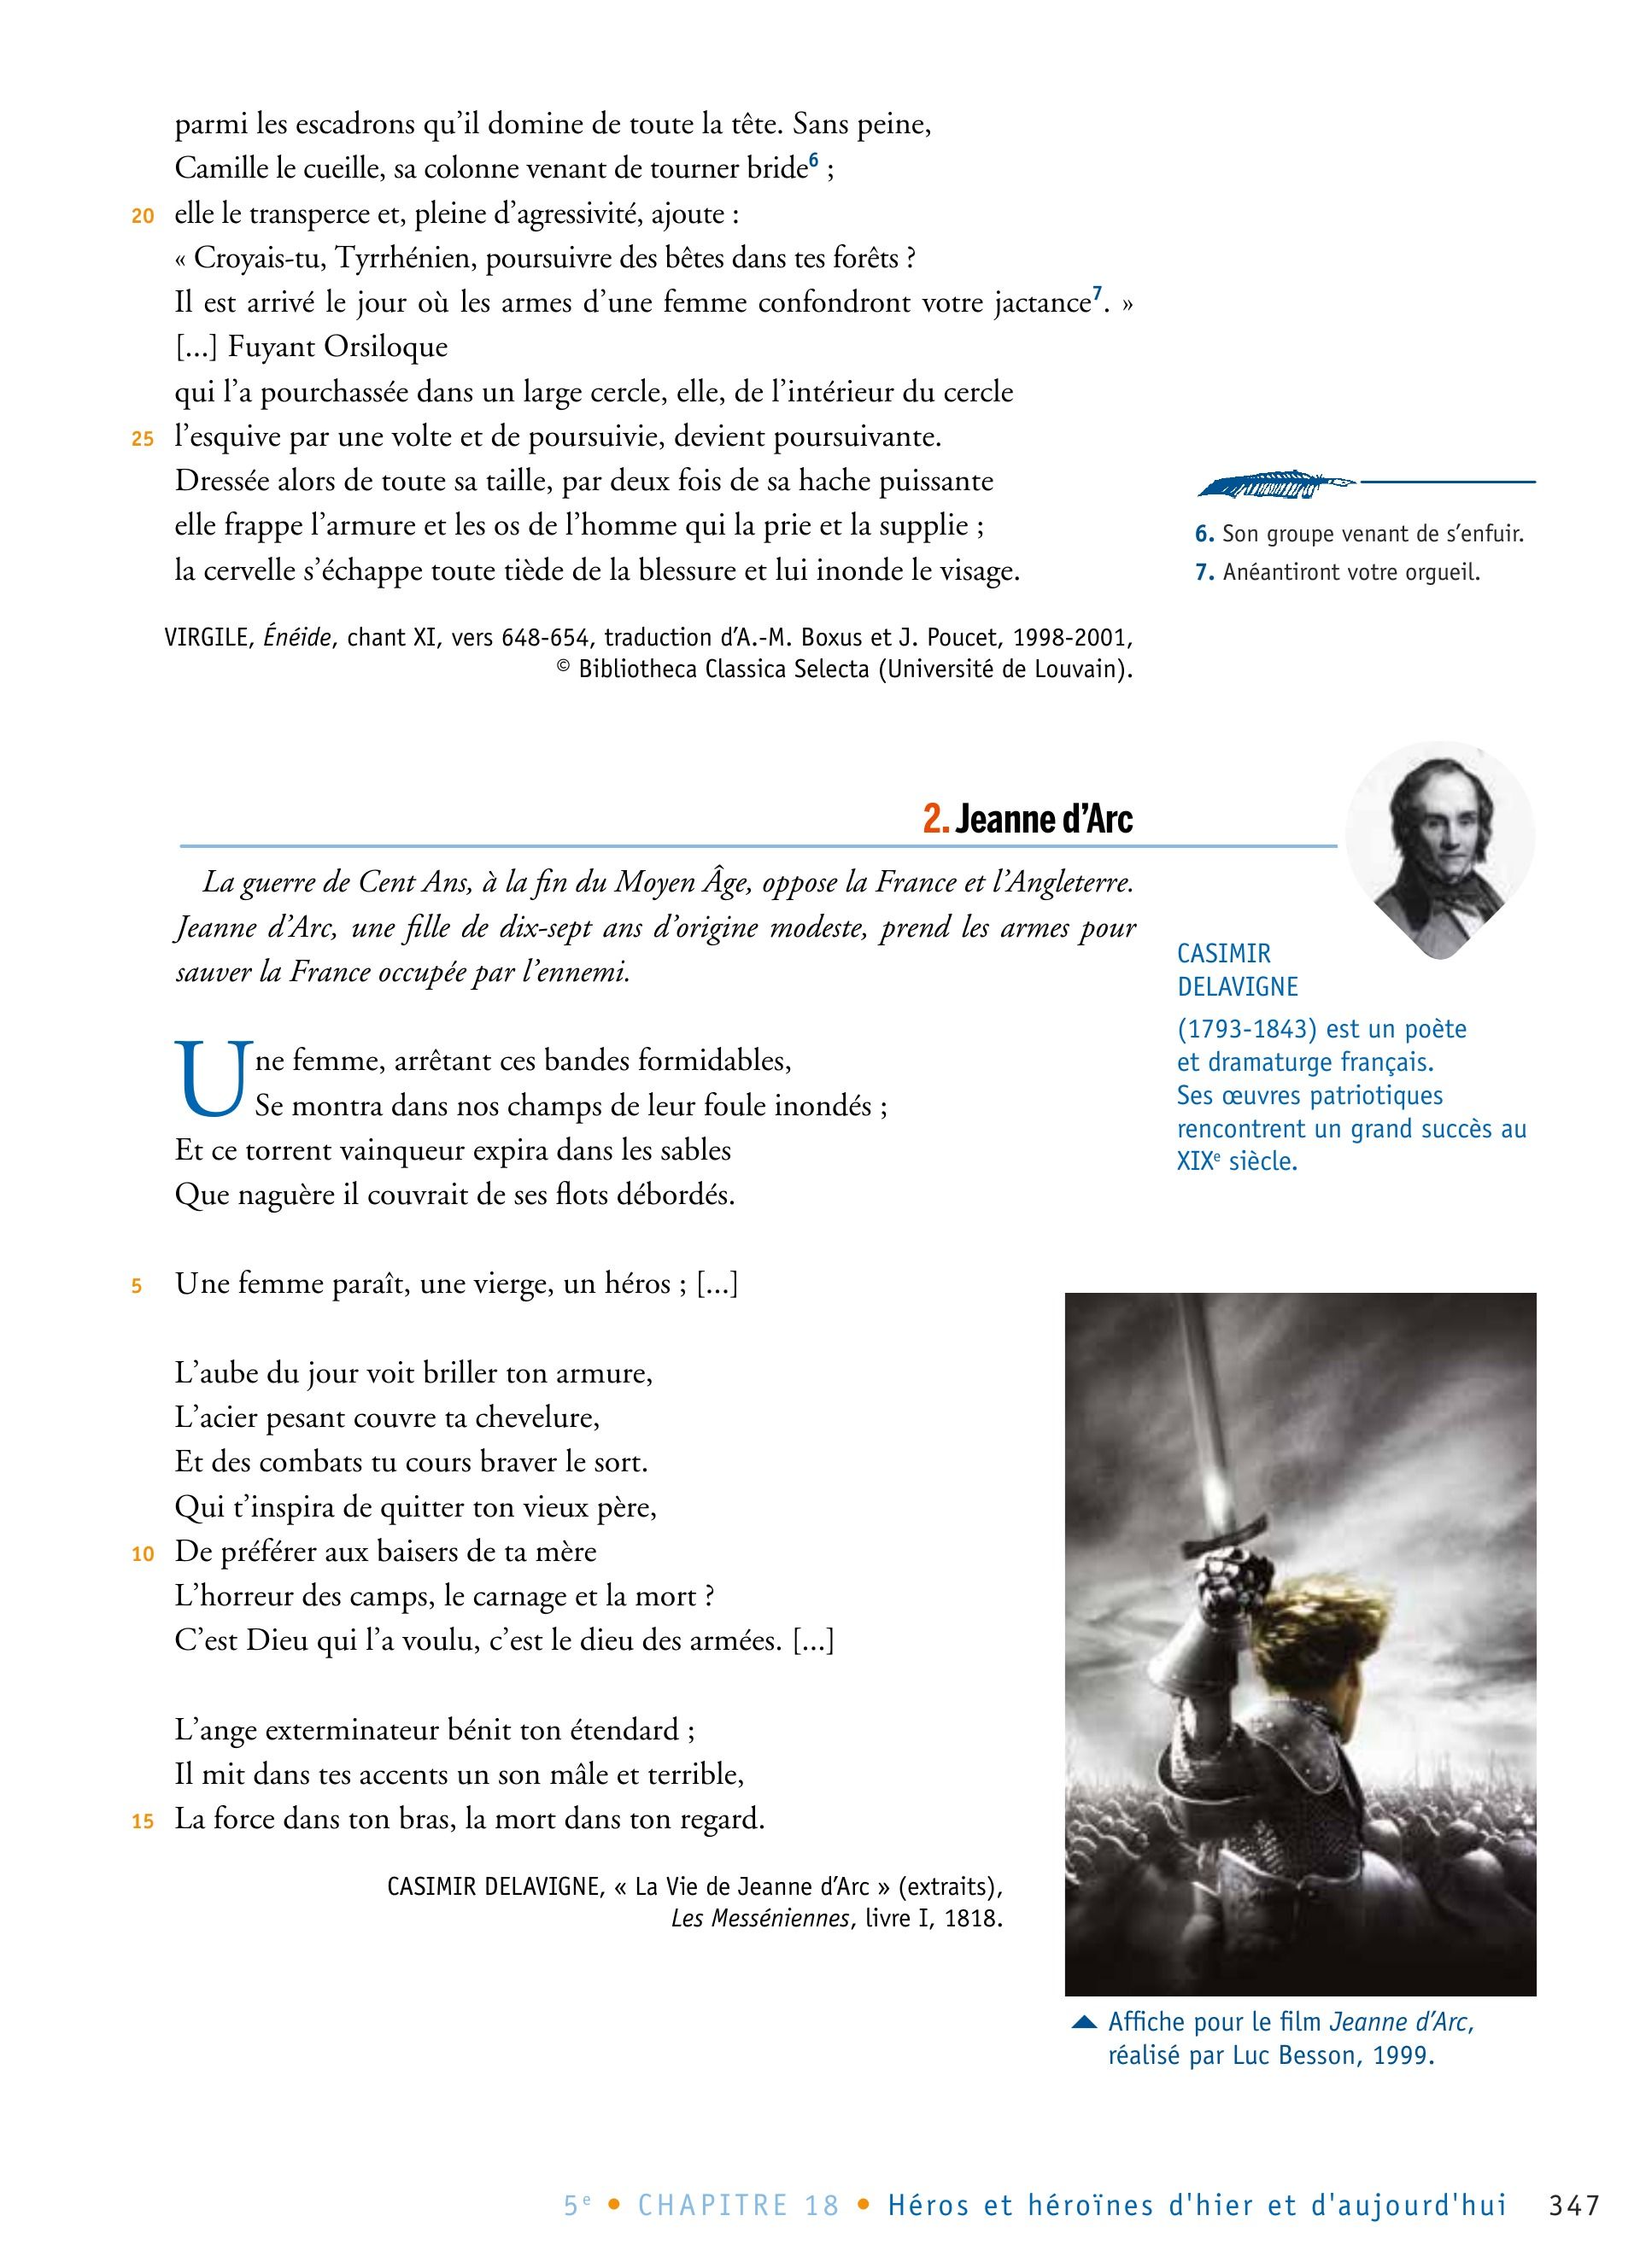 parmi les escadrons qu’il domine de toute la tête. Sans peine,
Camille le cueille, sa colonne venant de tourner bride6 ;
20 elle le transperce et, pleine d’agressivité, ajoute :
« Croyais-tu, Tyrrhénien, poursuivre des bêtes dans tes forêts ?
Il est arrivé le jour où les armes d’une femme confondront votre jactance7. »
[...] Fuyant Orsiloque
qui l’a pourchassée dans un large cercle, elle, de l’intérieur du cercle
25 l’esquive par une volte et de poursuivie, devient poursuivante.
Dressée alors de toute sa taille, par deux fois de sa hache puissante
elle frappe l’armure et les os de l’homme qui la prie et la supplie ;
la cervelle s’échappe toute tiède de la blessure et lui inonde le visage.
6. Son groupe venant de s’enfuir.
7. Anéantiront votre orgueil.
VIRGILE, Énéide, chant XI, vers 648-654, traduction d’A.-M. Boxus et J. Poucet, 1998-2001,
© Bibliotheca Classica Selecta (Université de Louvain).
2. Jeanne d’Arc
La guerre de Cent Ans, à la fin du Moyen Âge, oppose la France et l’Angleterre.
Jeanne d’Arc, une fille de dix-sept ans d’origine modeste, prend les armes pour
sauver la France occupée par l’ennemi.
CASIMIR
DELAVIGNE
(1793-1843) est un poète
et dramaturge français.
Ses œuvres patriotiques
rencontrent un grand succès au
XIXe siècle.
Une femme, arrêtant ces bandes formidables,
Se montra dans nos champs de leur foule inondés ;
Et ce torrent vainqueur expira dans les sables
Que naguère il couvrait de ses flots débordés.
5 Une femme paraît, une vierge, un héros ; [...]
L’aube du jour voit briller ton armure,
L’acier pesant couvre ta chevelure,
Et des combats tu cours braver le sort.
Qui t’inspira de quitter ton vieux père,
10 De préférer aux baisers de ta mère
L’horreur des camps, le carnage et la mort ?
C’est Dieu qui l’a voulu, c’est le dieu des armées. [...]
L’ange exterminateur bénit ton étendard ;
Il mit dans tes accents un son mâle et terrible,
15 La force dans ton bras, la mort dans ton regard.
CASIMIR DELAVIGNE, « La Vie de Jeanne d’Arc » (extraits),
Les Messéniennes, livre I, 1818.
Affiche pour le film Jeanne d’Arc,
réalisé par Luc Besson, 1999.
5e • CHAPITRE 18 • Héros et héroïnes d'hier et d'aujourd'hui 347